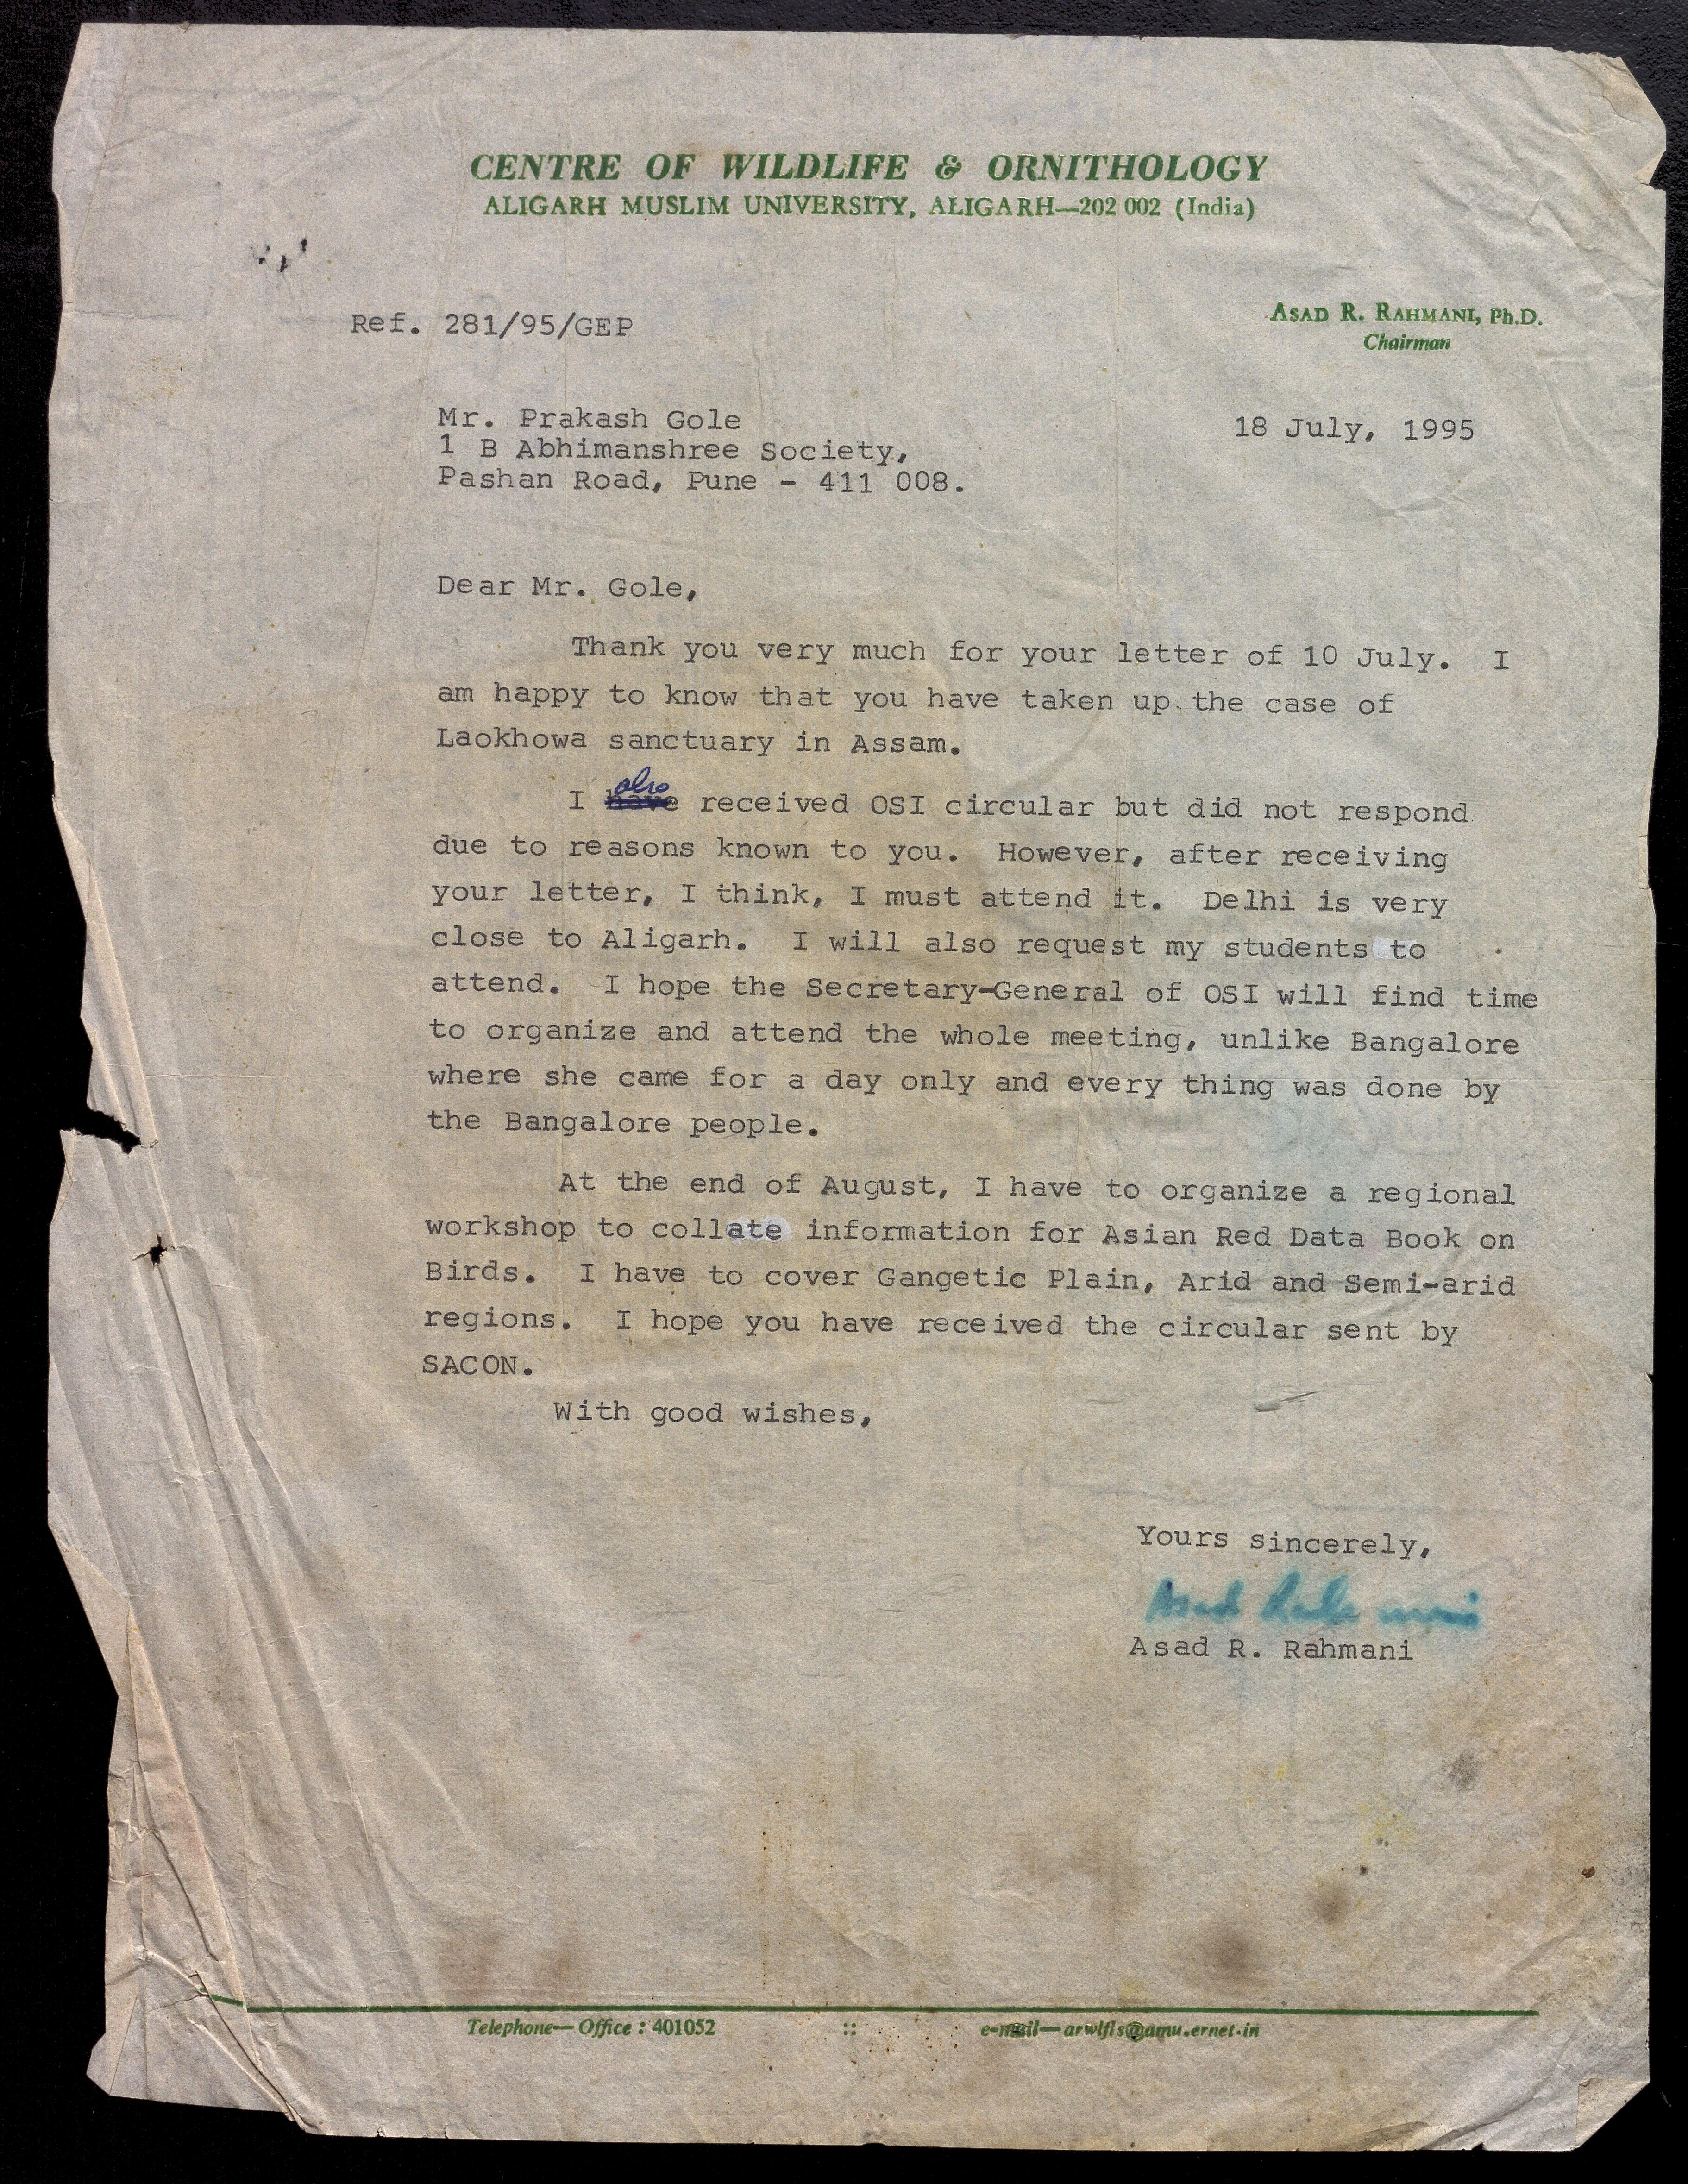 CENTRE OF WILDLIFE & ORNITHOLOGY
ALIGARH MUSLIM UNIVERSITY, ALIGARH—202 002 (India)
Ref. 281/95/GEP
ASAD R. RAHMANI, Ph.D.
Chairman
Mr. Prakash Gole
1 B Abhimanshree Society,
Pashan Road, Pune - 411 008.
18 July, 1995
Dear Mr. Gole,
Thank you very much for your letter of 10 July. I
am happy to know that you have taken up the case of
Laokhowa sanctuary in Assam.
also
I have received OSI circular but did not respond
due to reasons known to you. However, after receiving
your letter, I think, I must attend it. Delhi is very
close to Aligarh. I will also request my students to
attend. I hope the Secretary-General of OSI will find time
to organize and attend the whole meeting, unlike Bangalore
where she came for a day only and every thing was done by
the Bangalore people.
At the end of August, I have to organize a regional
workshop to collate information for Asian Red Data Book on
Birds. I have to cover Gangetic Plain, Arid and Semi-arid
regions. I hope you have received the circular sent by
SACON.
With good wishes,
Yours sincerely,
Asad Rahmani
Asad R. Rahmani
Telephone— Office : 401052 :: e-mail—arwlfls@amu.ernet.in